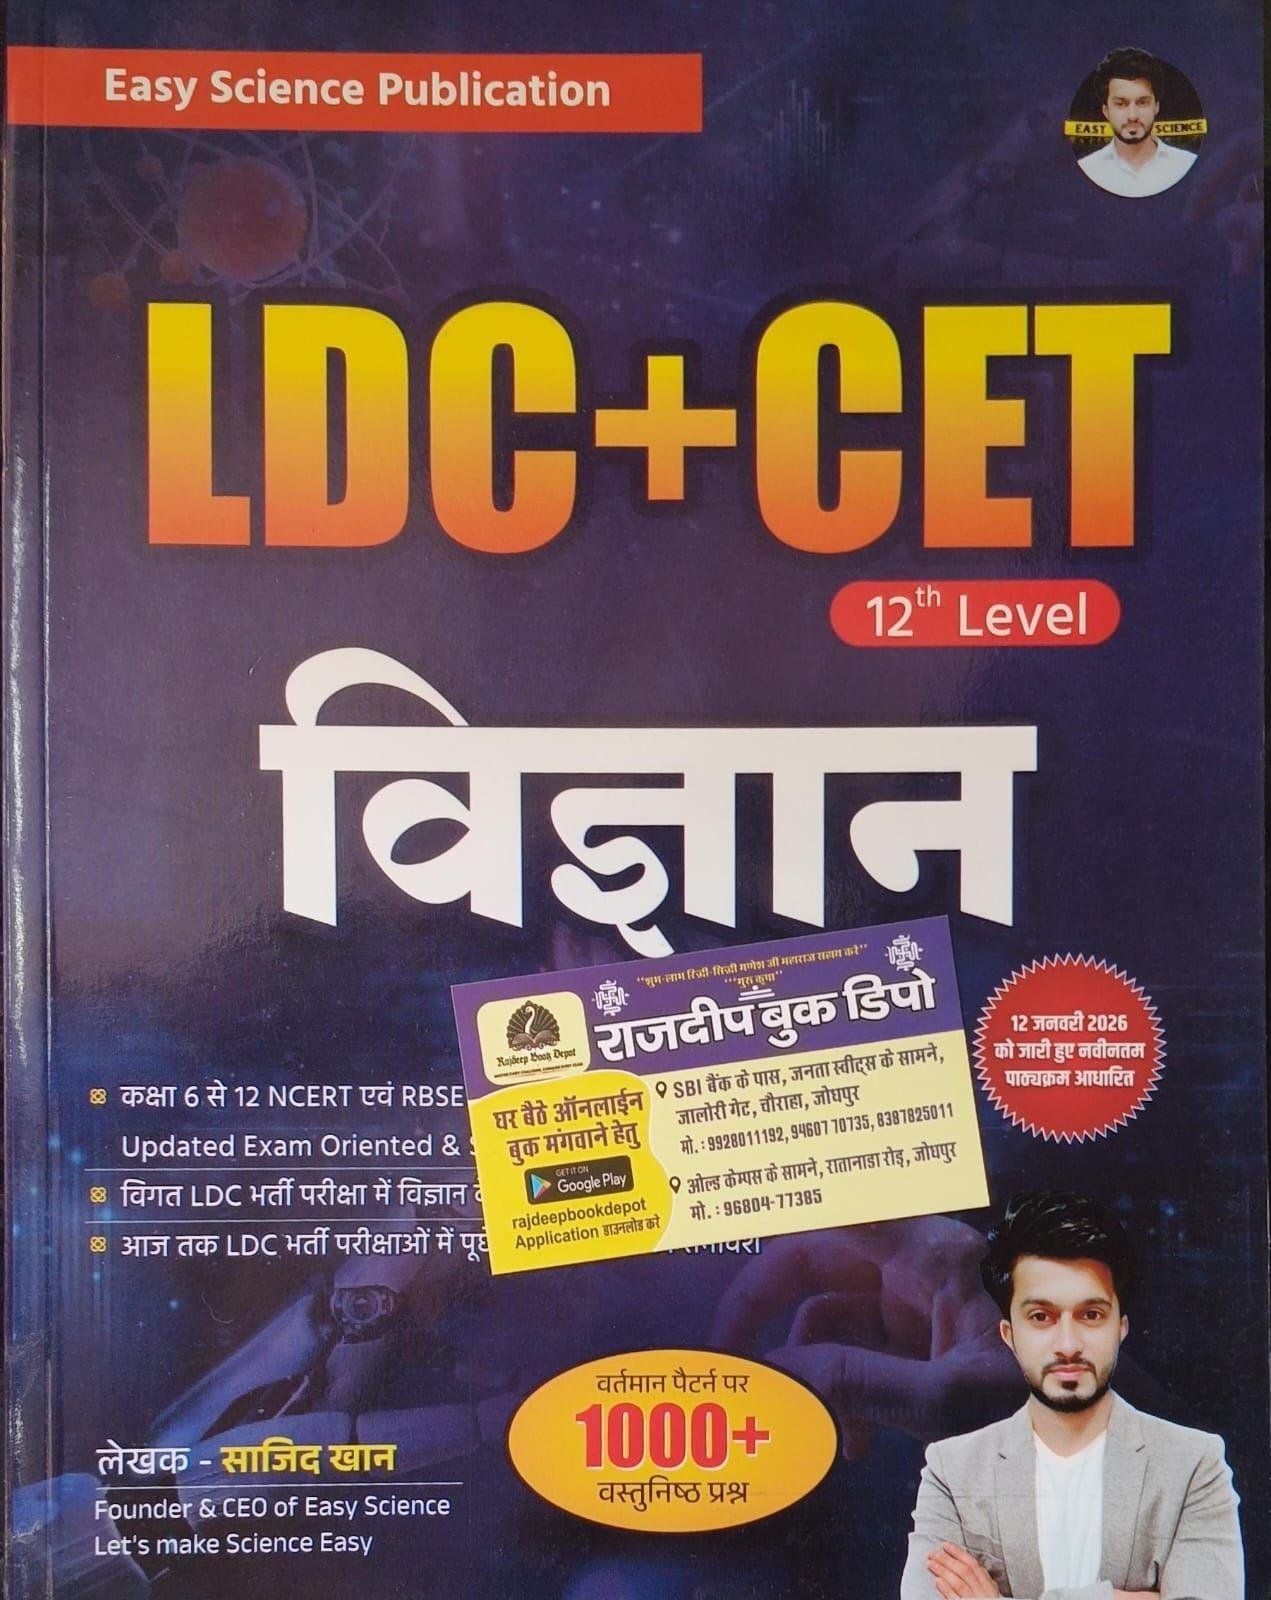 Easy Science Publication
EAST SCIENCE
LDC+CET
12th Level
विज्ञान
12 जनवरी 2026
को जारी हुए नवीनतम
पाठ्यक्रम आधारित
कक्षा 6 से 12 NCERT एवं RBSE
Updated Exam Oriented &
विगत LDC भर्ती परीक्षा में विज्ञान
आज तक LDC भर्ती परीक्षाओं में
"शुभ-लाभ रिद्धी-सिद्धी गणेश जी महाराज सहाय करे"
"गुरु कृपा"
राजदीप बुक डिपो
Rajdeep Book Depot
घर बैठे ऑनलाईन
बुक मंगवाने हेतु
GET IT ON
Google Play
rajdeepbookdepot
Application डाउनलोड करे
SBI बैंक के पास, जनता स्वीट्स के सामने,
जालोरी गेट, चौराहा, जोधपुर
मो. : 9928011192, 94607 70735, 8387825011
ओल्ड केम्पस के सामने, रातानाडा रोड़, जोधपुर
मो. : 96804-77385
वर्तमान पैटर्न पर
1000+
वस्तुनिष्ठ प्रश्न
लेखक - साजिद खान
Founder & CEO of Easy Science
Let's make Science Easy